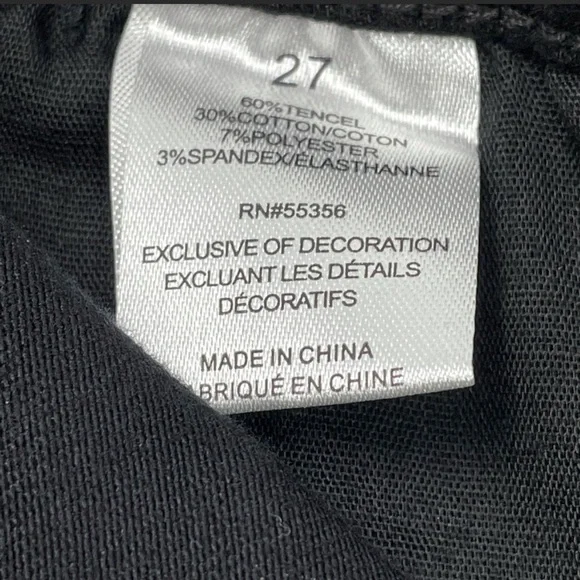 27
60%TENCEL
30%COTTON/COTON
7%POLYESTER
3%SPANDEX/ÉLASTHANNE
RN#55356
EXCLUSIVE OF DECORATION
EXCLUANT LES DÉTAILS
DÉCORATIFS
MADE IN CHINA
BRIQUÉ EN CHINE